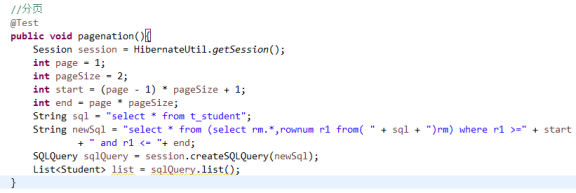 //分页
@Test
public void pagenation(){
Session session = HibernateUtil.getSession();
int page = 1;
int pageSize = 2;
int start = (page - 1) * pageSize + 1;
int end = page * pageSize;
String sql = "select * from t_student";
String newSql = "select * from (select rm.*,rownum r1 from( " + sql + ")rm) where r1 >=" + start
+ " and r1 <= "+ end;
SQLQuery sqlQuery = session.createSQLQuery(newSql);
List<Student> list = sqlQuery.list();
}